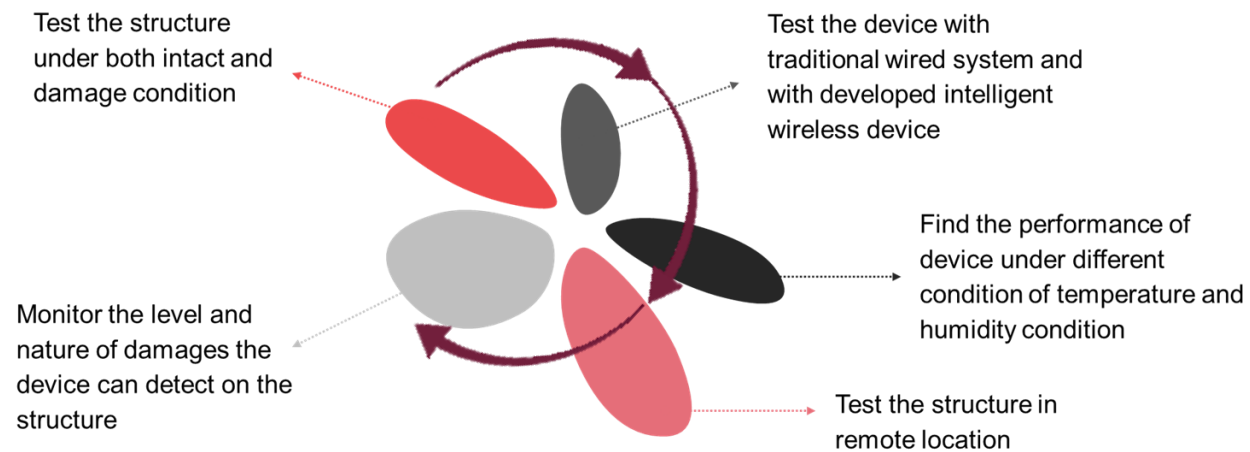 Test the structure
under both intact and
damage condition
Test the device with
traditional wired system and
with developed intelligent
wireless device
Find the performance of
device under different
condition of temperature and
humidity condition
Test the structure in
remote location
Monitor the level and
nature of damages the
device can detect on the
structure